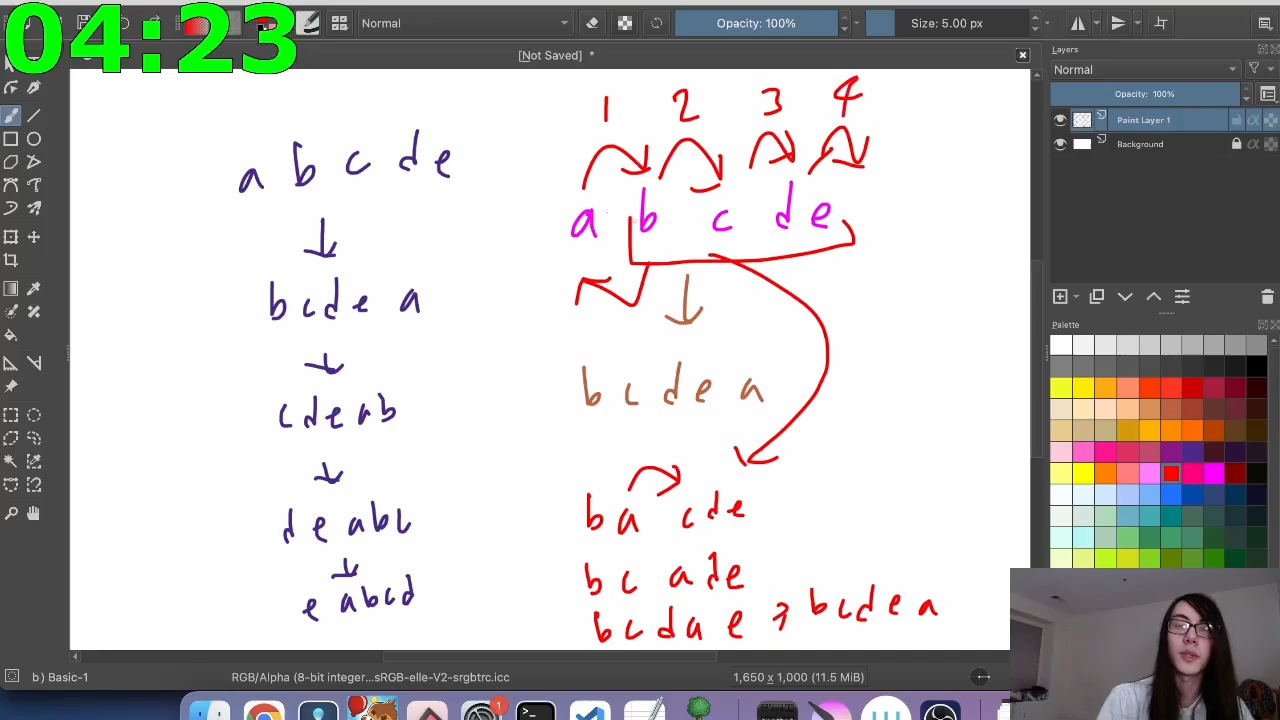 04:23
Normal
Opacity: 100%
Size: 5.00 px
[Not Saved] *
Layers
Normal
Opacity: 100%
Paint Layer 1
Background
Palette
1 2 3 4
a b c d e
a b c d e
b c d e a
c d e a b
b c d e a
d e a b c
b a c d e
e a b c d
b c a d e
b c d a e → b c d e a
b) Basic-1
RGB/Alpha (8-bit integer...sRGB-elle-V2-srgbtrc.icc
1,650 x 1,000 (11.5 MiB)
1